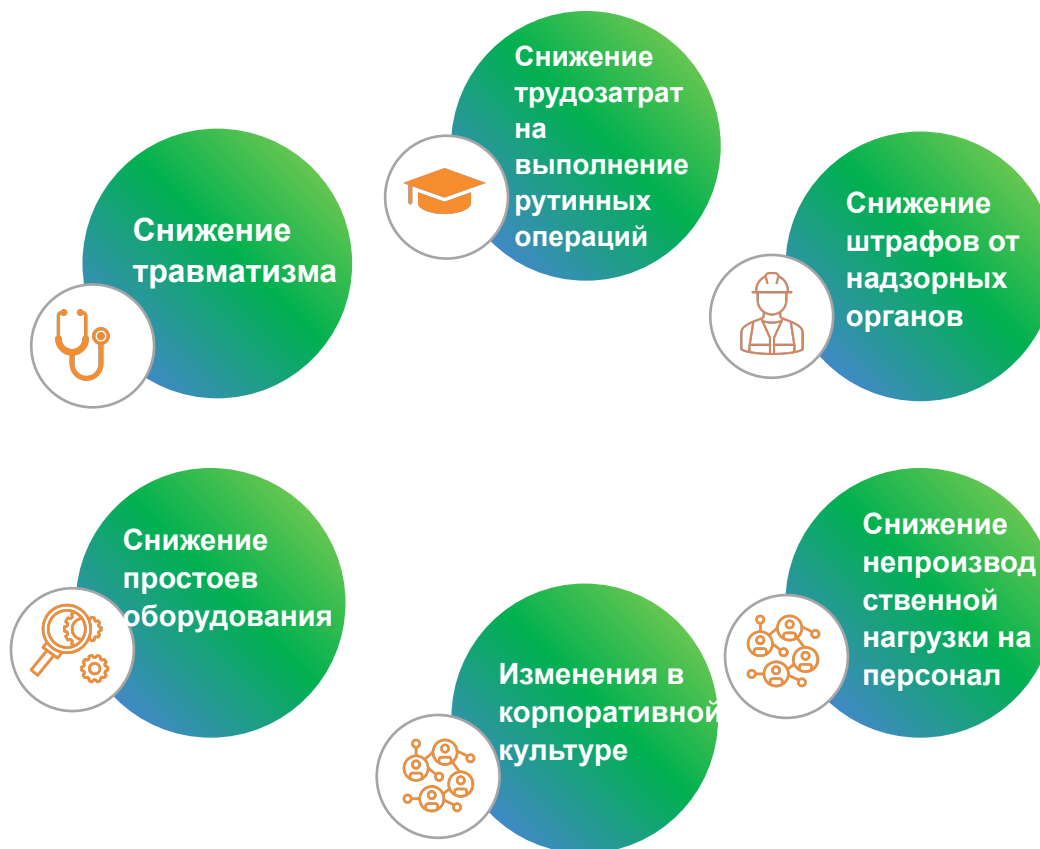 Снижение
травматизма
Снижение
трудозатрат
на
выполнение
рутинных
операций
Снижение
штрафов от
надзорных
органов
Снижение
простоев
оборудования
Изменения в
корпоративной
культуре
Снижение
непроизвод
ственной
нагрузки на
персонал